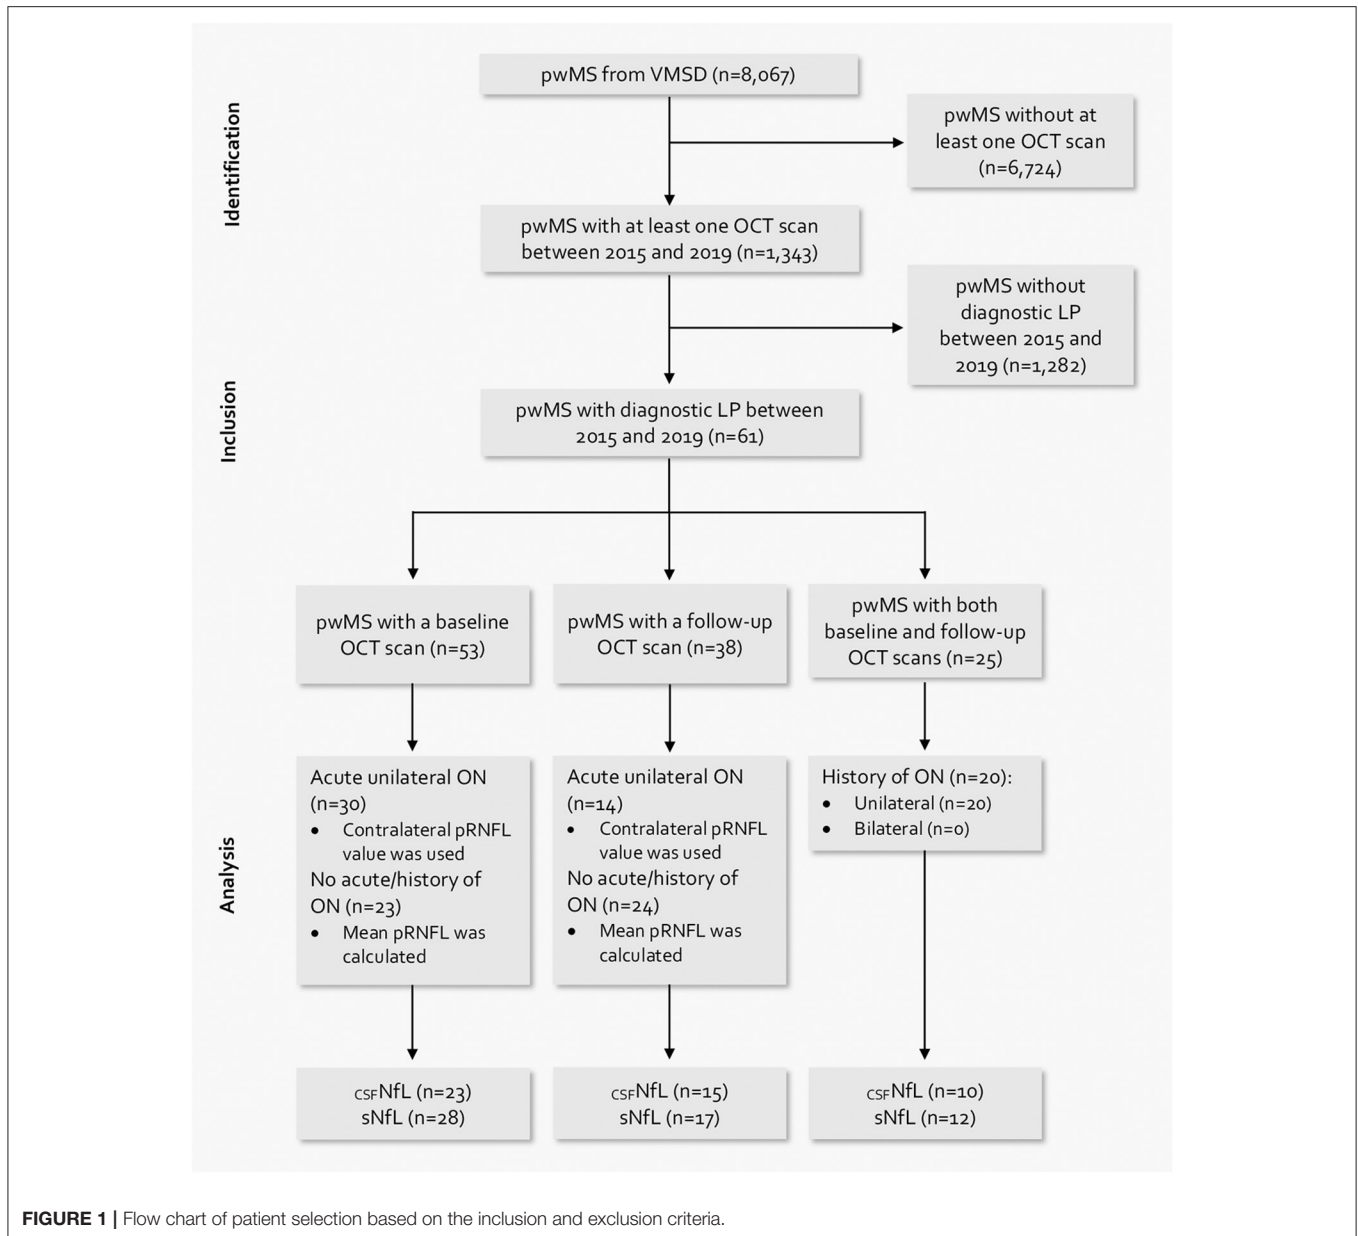 pwMS from VMSD (n=8,067)
Identification
pwMS without at
least one OCT scan
(n=6,724)
pwMS with at least one OCT scan
between 2015 and 2019 (n=1,343)
pwMS without
diagnostic LP
between 2015 and
2019 (n=1,282)
Inclusion
pwMS with diagnostic LP between
2015 and 2019 (n=61)
pwMS with a baseline
OCT scan (n=53)
pwMS with a follow-up
OCT scan (n=38)
pwMS with both
baseline and follow-up
OCT scans (n=25)
Analysis
Acute unilateral ON
(n=30)
• Contralateral pRNFL
value was used
No acute/history of
ON (n=23)
• Mean pRNFL was
calculated
Acute unilateral ON
(n=14)
• Contralateral pRNFL
value was used
No acute/history of
ON (n=24)
• Mean pRNFL was
calculated
History of ON (n=20):
• Unilateral (n=20)
• Bilateral (n=0)
CSFNfL (n=23)
sNfL (n=28)
CSFNfL (n=15)
sNfL (n=17)
CSFNfL (n=10)
sNfL (n=12)
FIGURE 1 | Flow chart of patient selection based on the inclusion and exclusion criteria.